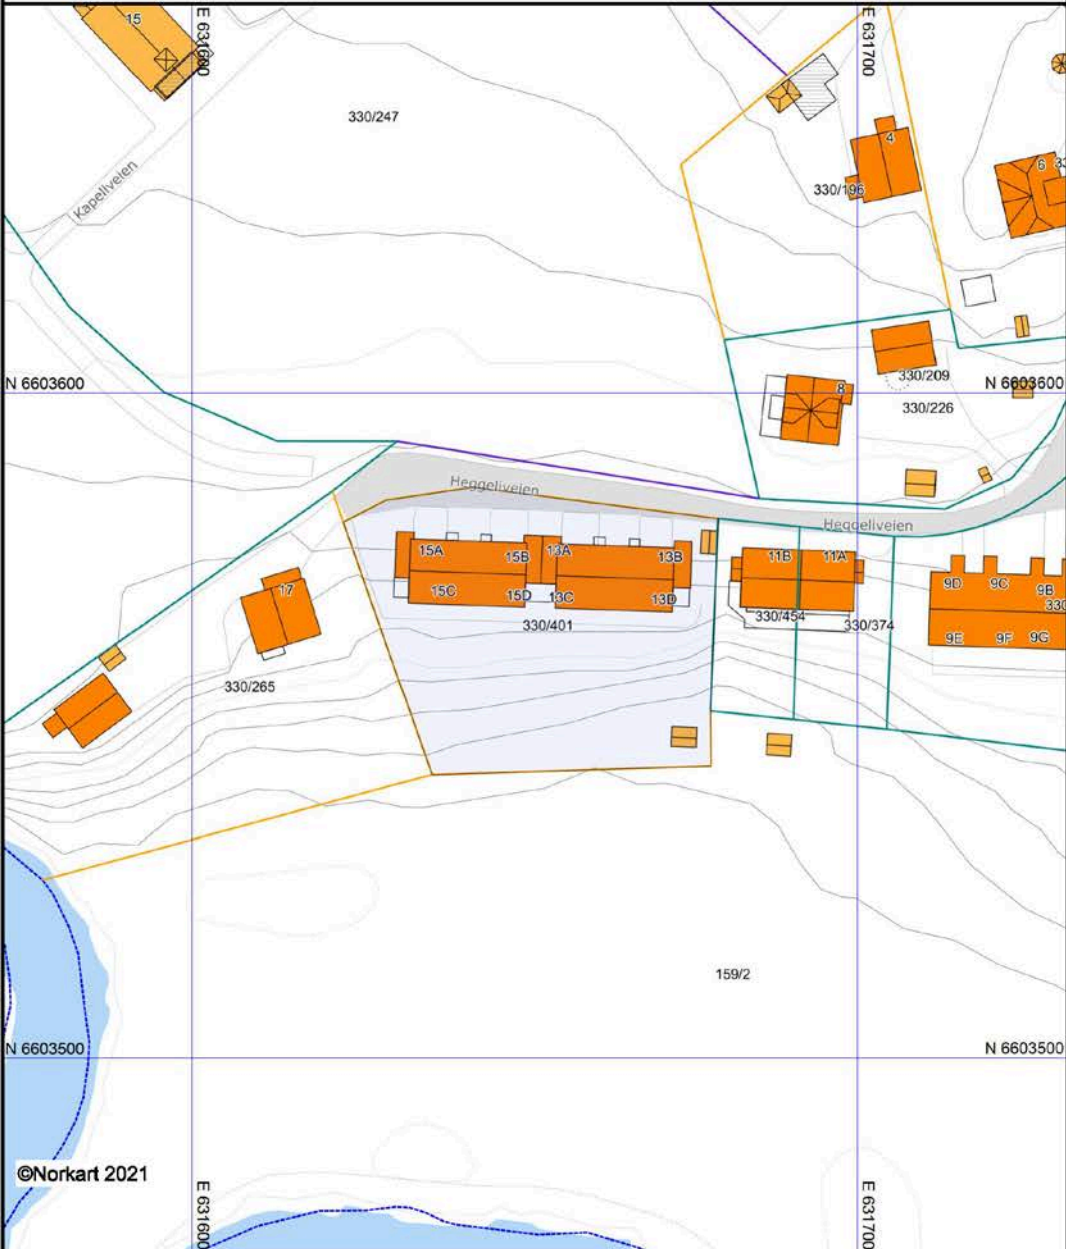 15
E 631600
E 631700
330/247
4
6
33
Kapellveien
330/196
N 6603600
330/209
N 6603600
8
330/226
Heggeliveien
Heggeliveien
15A
15B
13A
13B
11B
11A
9D
9C
9B
17
15C
15D
13C
13D
330/401
330/454
330/374
330
9E
9F
9G
330/265
159/2
N 6603500
N 6603500
©Norkart 2021
E 631600
E 631700